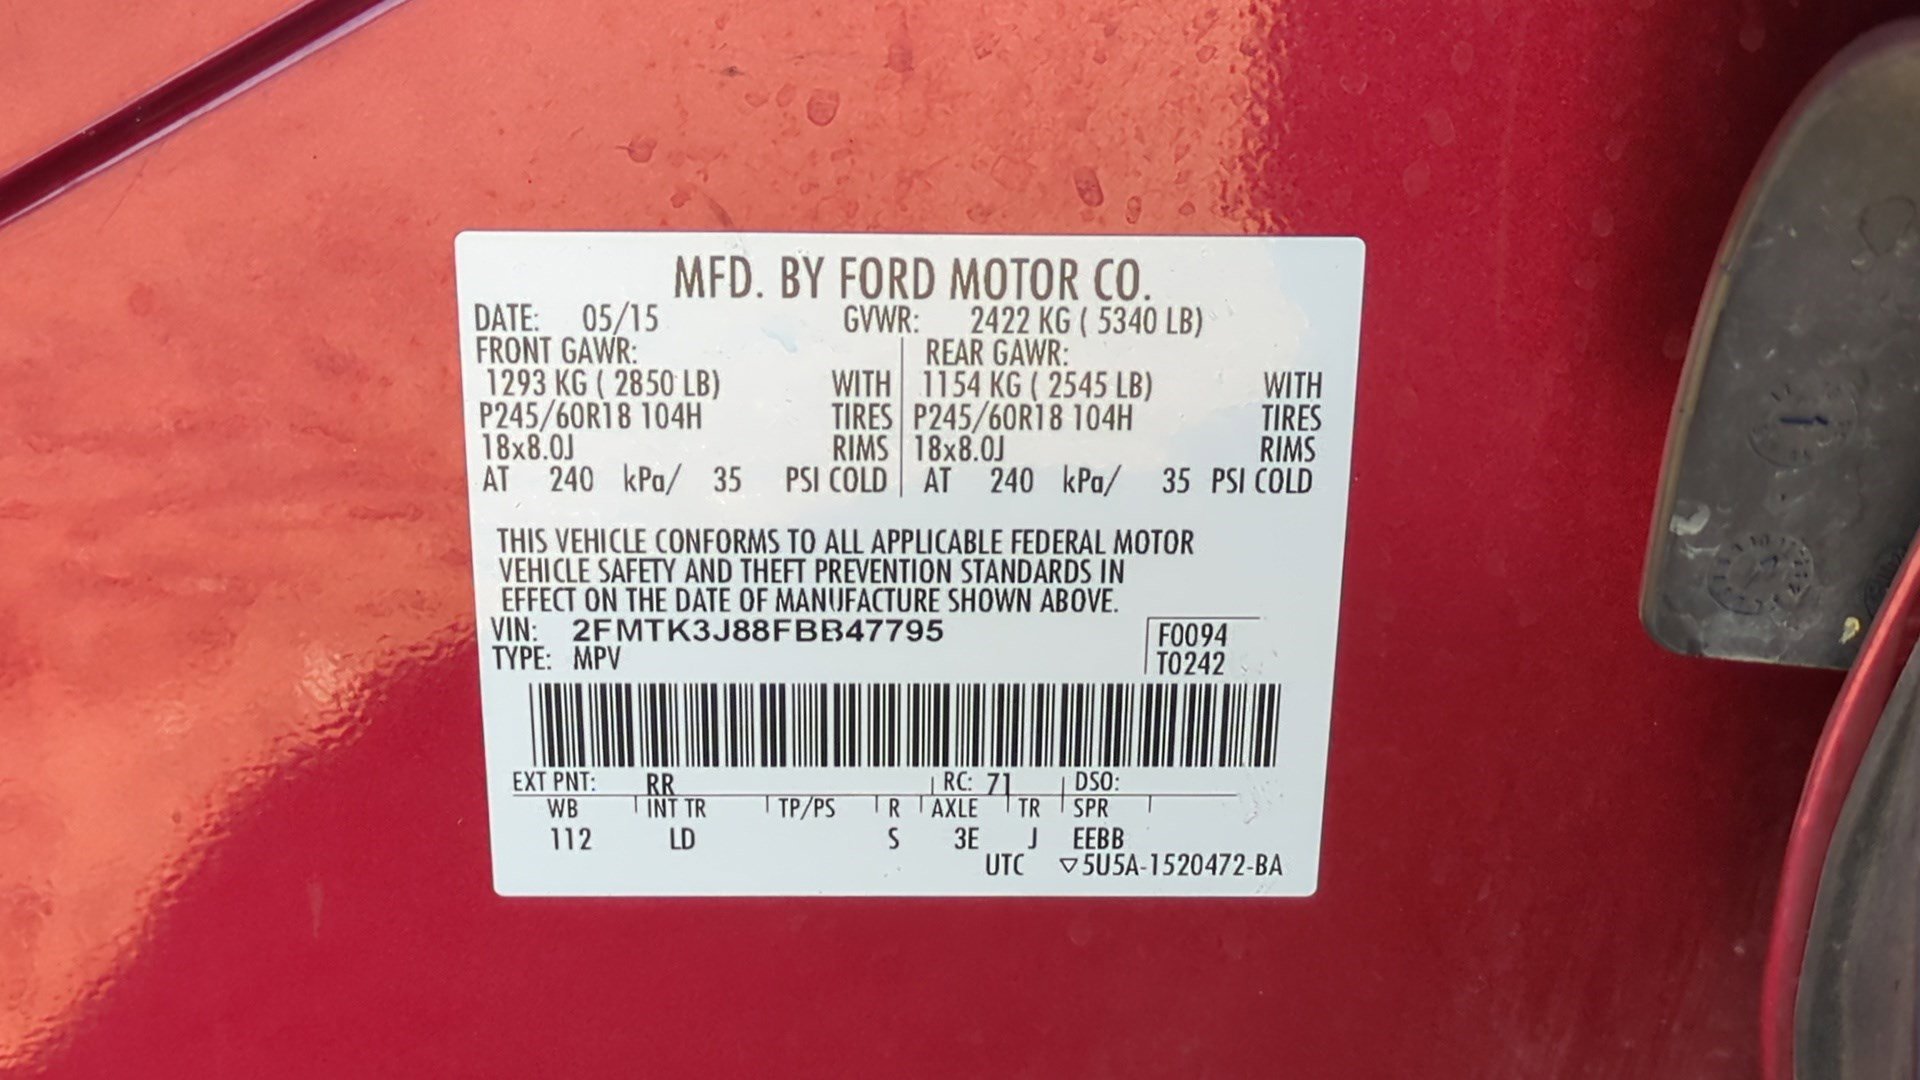 MFD. BY FORD MOTOR CO.
DATE: 05/15 GVWR: 2422 KG ( 5340 LB)
FRONT GAWR: REAR GAWR:
1293 KG ( 2850 LB) WITH 1154 KG ( 2545 LB) WITH
P245/60R18 104H TIRES P245/60R18 104H TIRES
18x8.0J RIMS 18x8.0J RIMS
AT 240 kPa/ 35 PSI COLD AT 240 kPa/ 35 PSI COLD
THIS VEHICLE CONFORMS TO ALL APPLICABLE FEDERAL MOTOR
VEHICLE SAFETY AND THEFT PREVENTION STANDARDS IN
EFFECT ON THE DATE OF MANUFACTURE SHOWN ABOVE.
VIN: 2FMTK3J88FBB47795 F0094
TYPE: MPV T0242
EXT PNT: RR RC: 71 DSO:
WB INT TR TP/PS R AXLE TR SPR
112 LD S 3E J EEBB
UTC ▽5U5A-1520472-BA